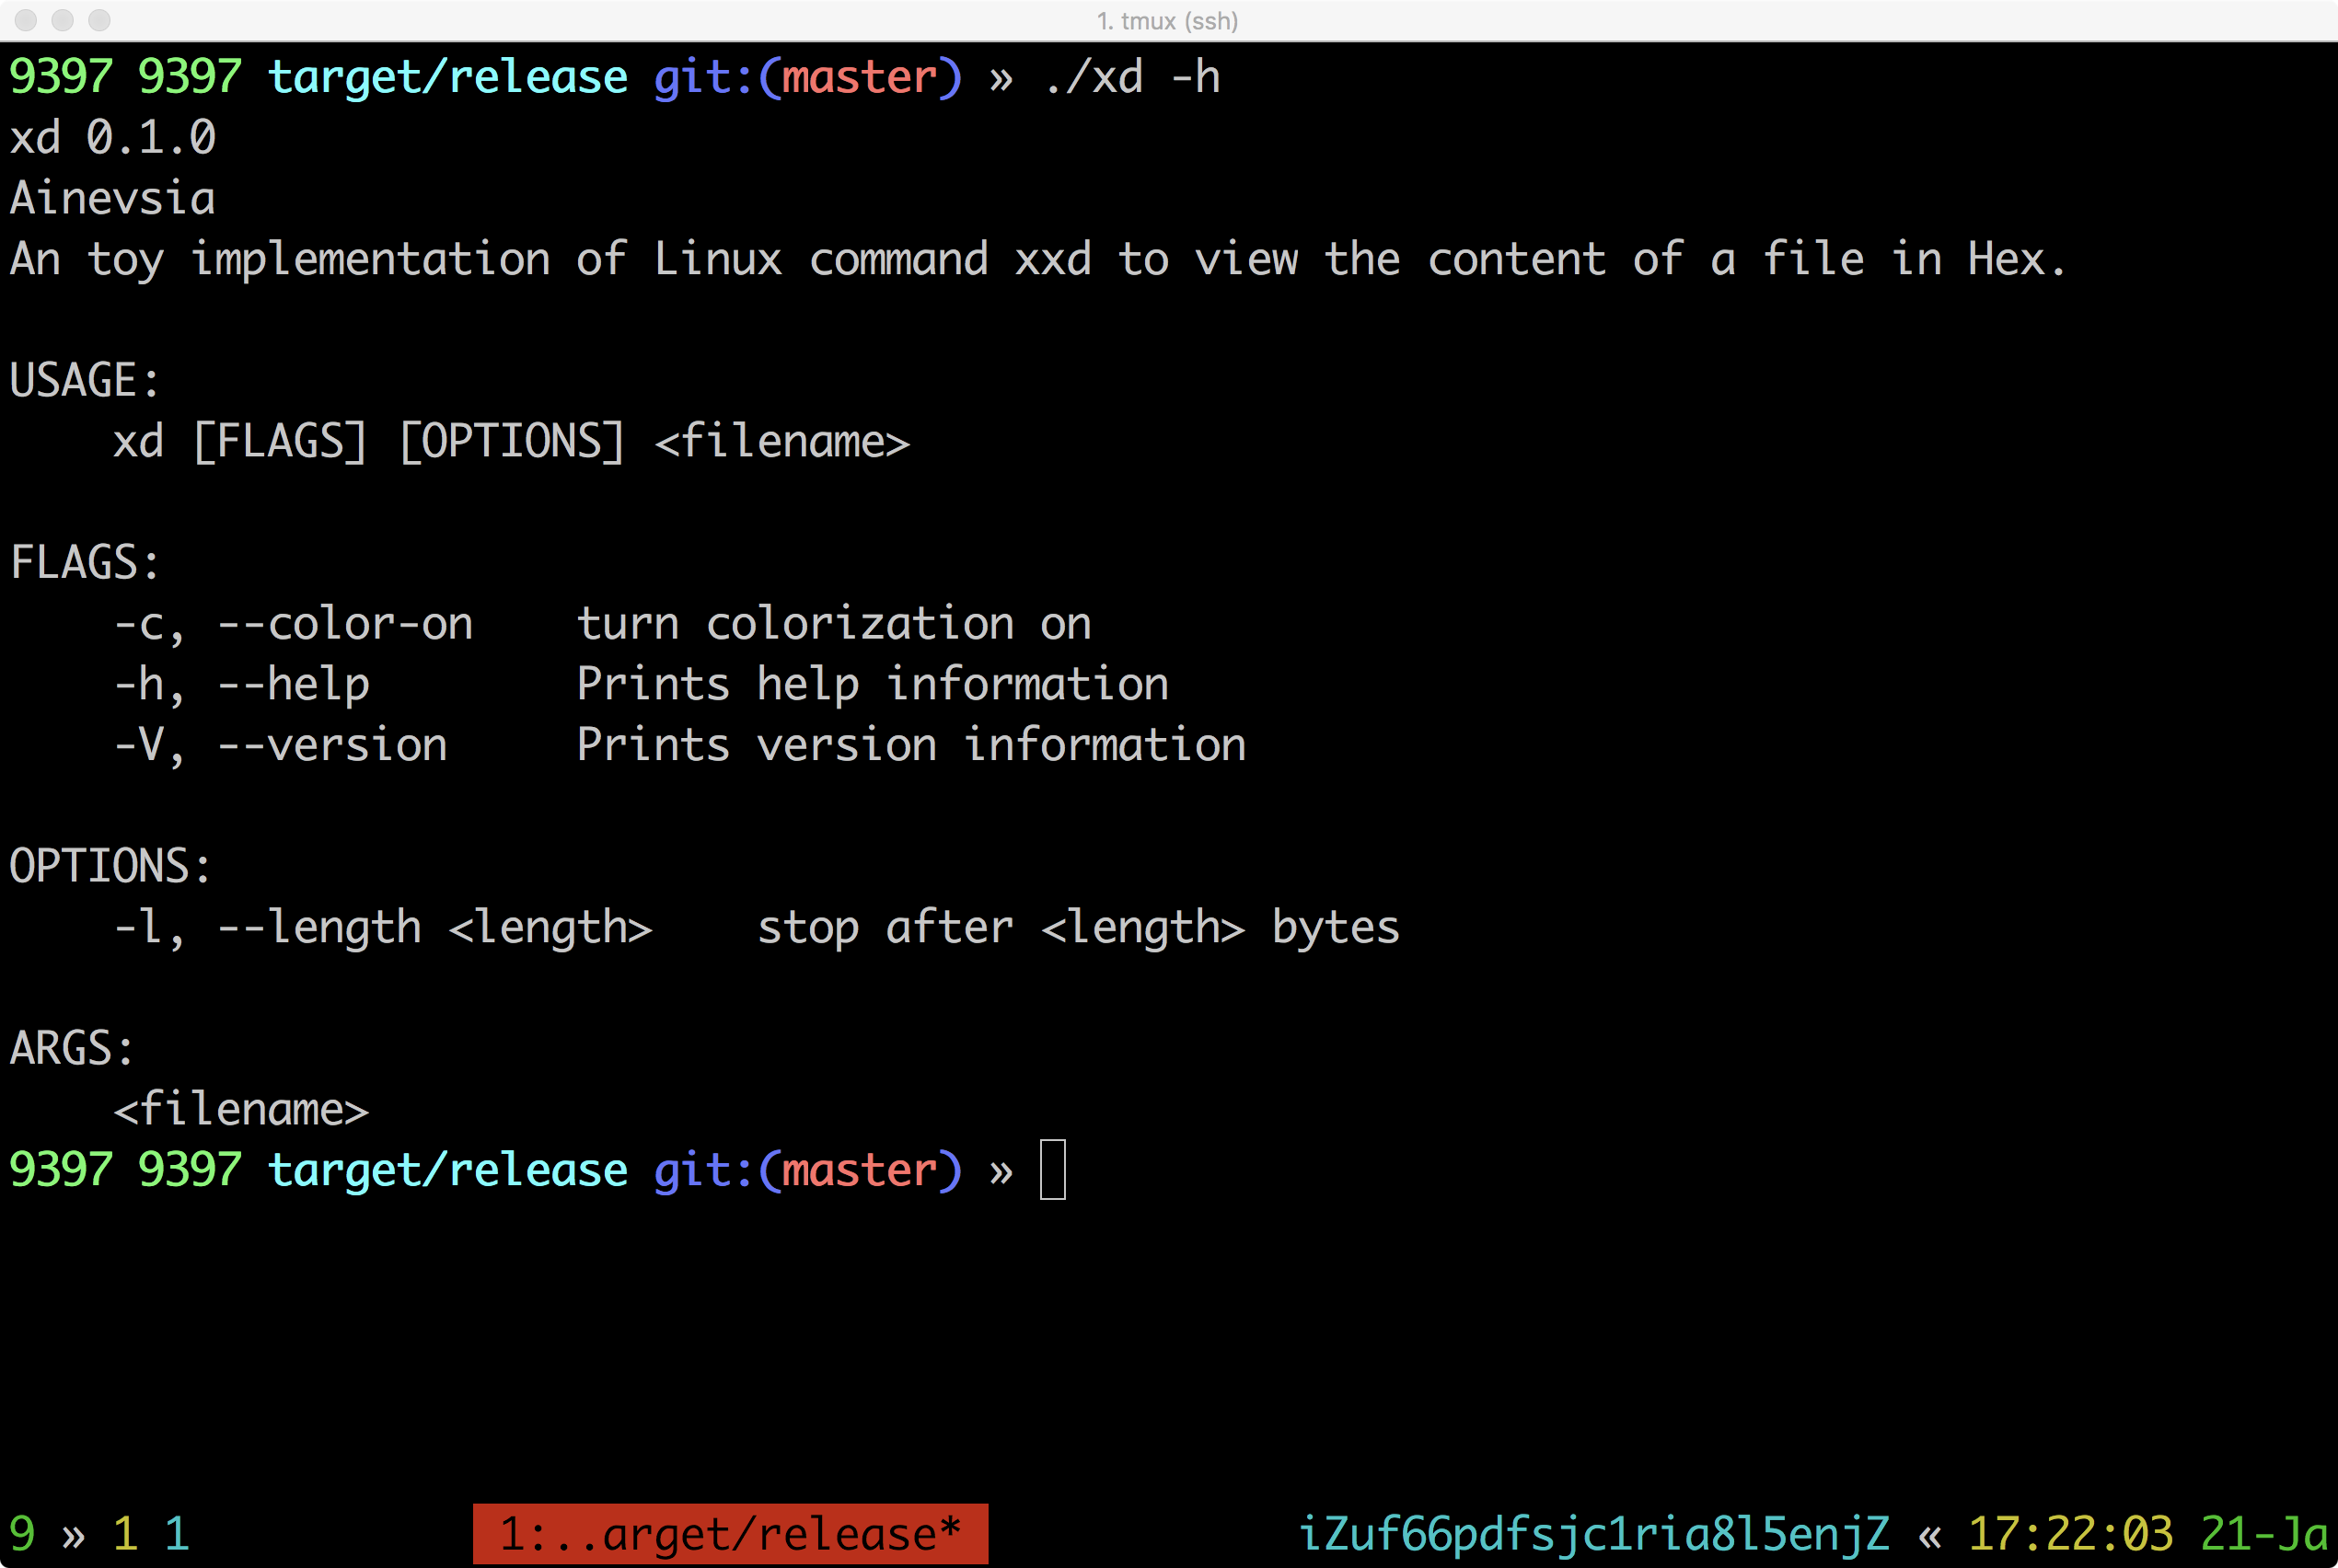 1. tmux (ssh)
9397 9397 target/release git:(master) » ./xd -h
xd 0.1.0
Ainevsia
An toy implementation of Linux command xxd to view the content of a file in Hex.
USAGE:
    xd [FLAGS] [OPTIONS] <filename>
FLAGS:
    -c, --color-on    turn colorization on
    -h, --help        Prints help information
    -V, --version     Prints version information
OPTIONS:
    -l, --length <length>    stop after <length> bytes
ARGS:
    <filename>
9397 9397 target/release git:(master) »
9 » 1 1 1:..arget/release* iZuf66pdfsjc1ria8l5enjZ « 17:22:03 21-Ja